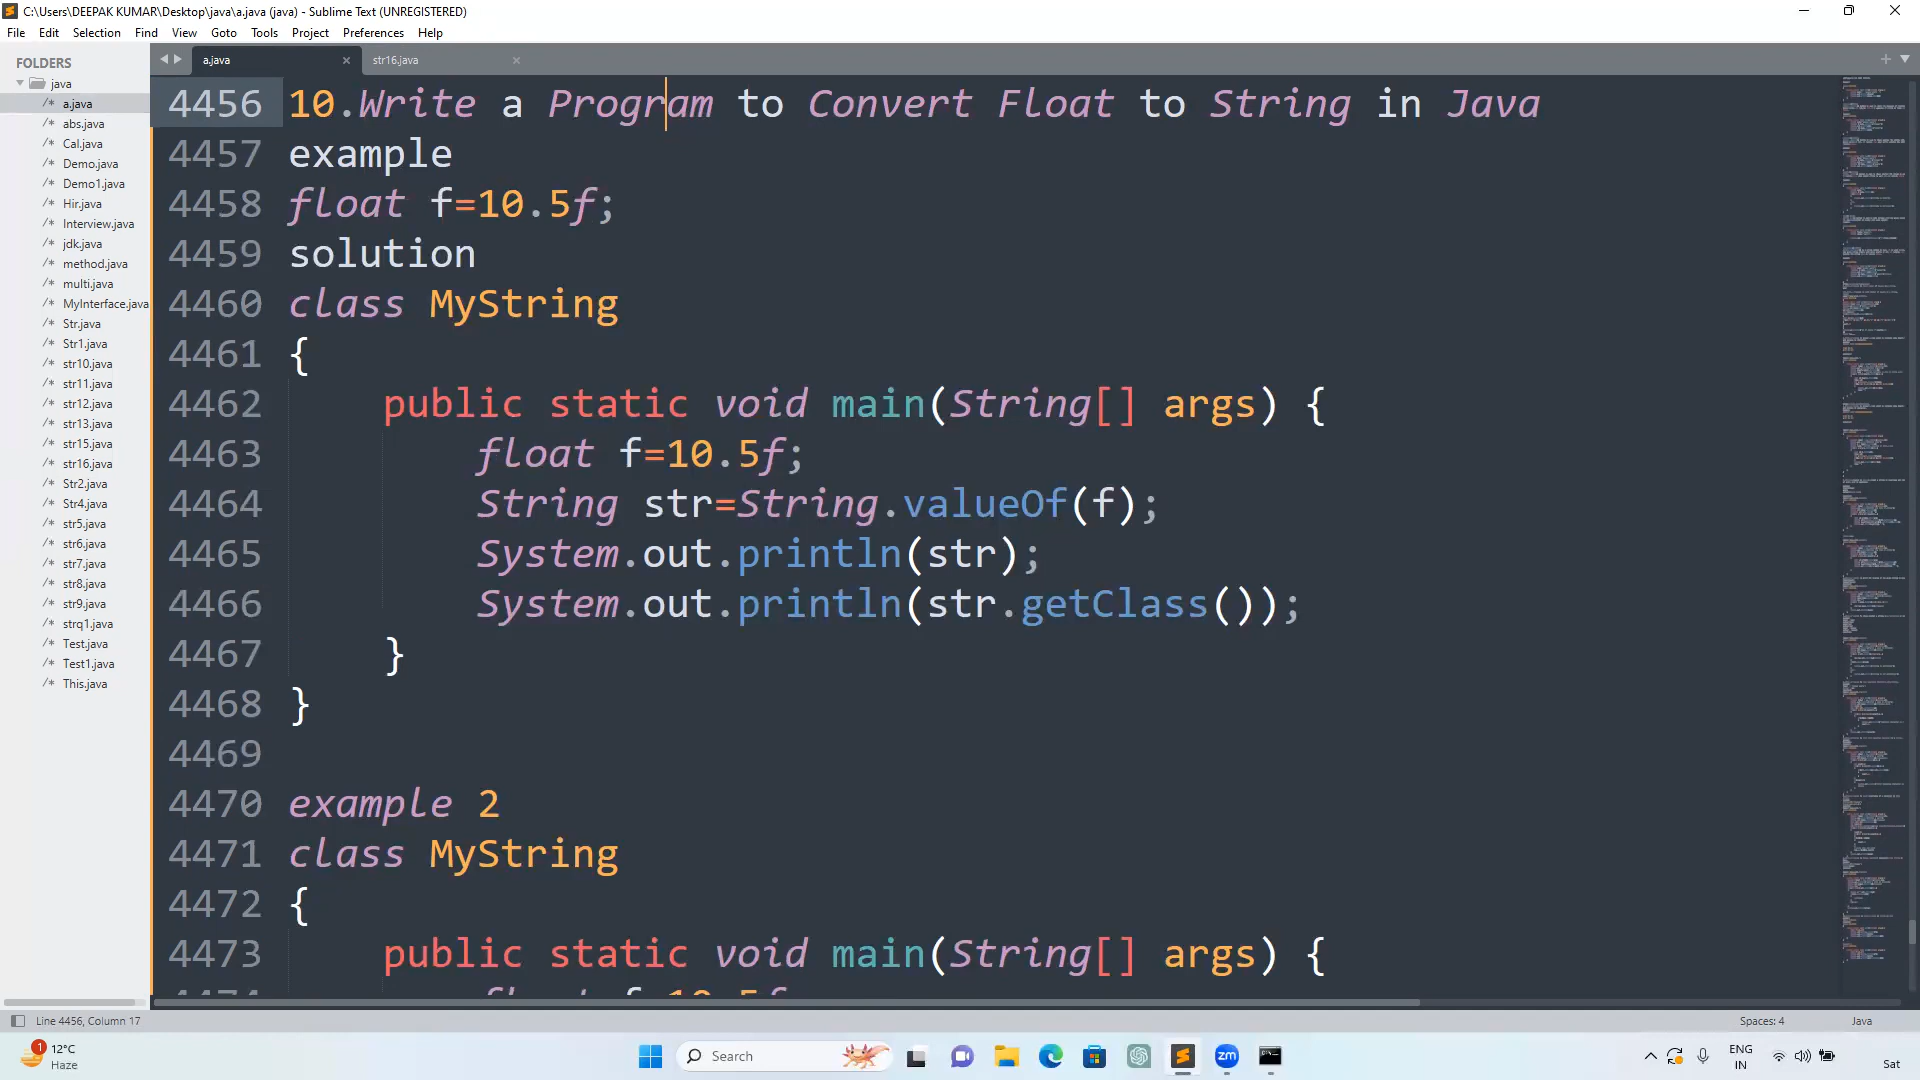 C:\Users\DEEPAK KUMAR\Desktop\java\a.java (java) - Sublime Text (UNREGISTERED)
File Edit Selection Find View Goto Tools Project Preferences Help
FOLDERS
java
a.java
abs.java
Cal.java
Demo.java
Demo1.java
Hir.java
Interview.java
jdk.java
method.java
multi.java
MyInterface.java
Str.java
Str1.java
str10.java
str11.java
str12.java
str13.java
str15.java
str16.java
Str2.java
Str4.java
str5.java
str6.java
str7.java
str8.java
str9.java
strq1.java
Test.java
Test1.java
This.java
a.java
str16.java
4456 10.Write a Program to Convert Float to String in Java
4457 example
4458 float f=10.5f;
4459 solution
4460 class MyString
4461 {
4462 public static void main(String[] args) {
4463 float f=10.5f;
4464 String str=String.valueOf(f);
4465 System.out.println(str);
4466 System.out.println(str.getClass());
4467 }
4468 }
4469
4470 example 2
4471 class MyString
4472 {
4473 public static void main(String[] args) {
Line 4456, Column 17
Spaces: 4
Java
1
12°C
Haze
Search
zm
ENG
IN
Sat